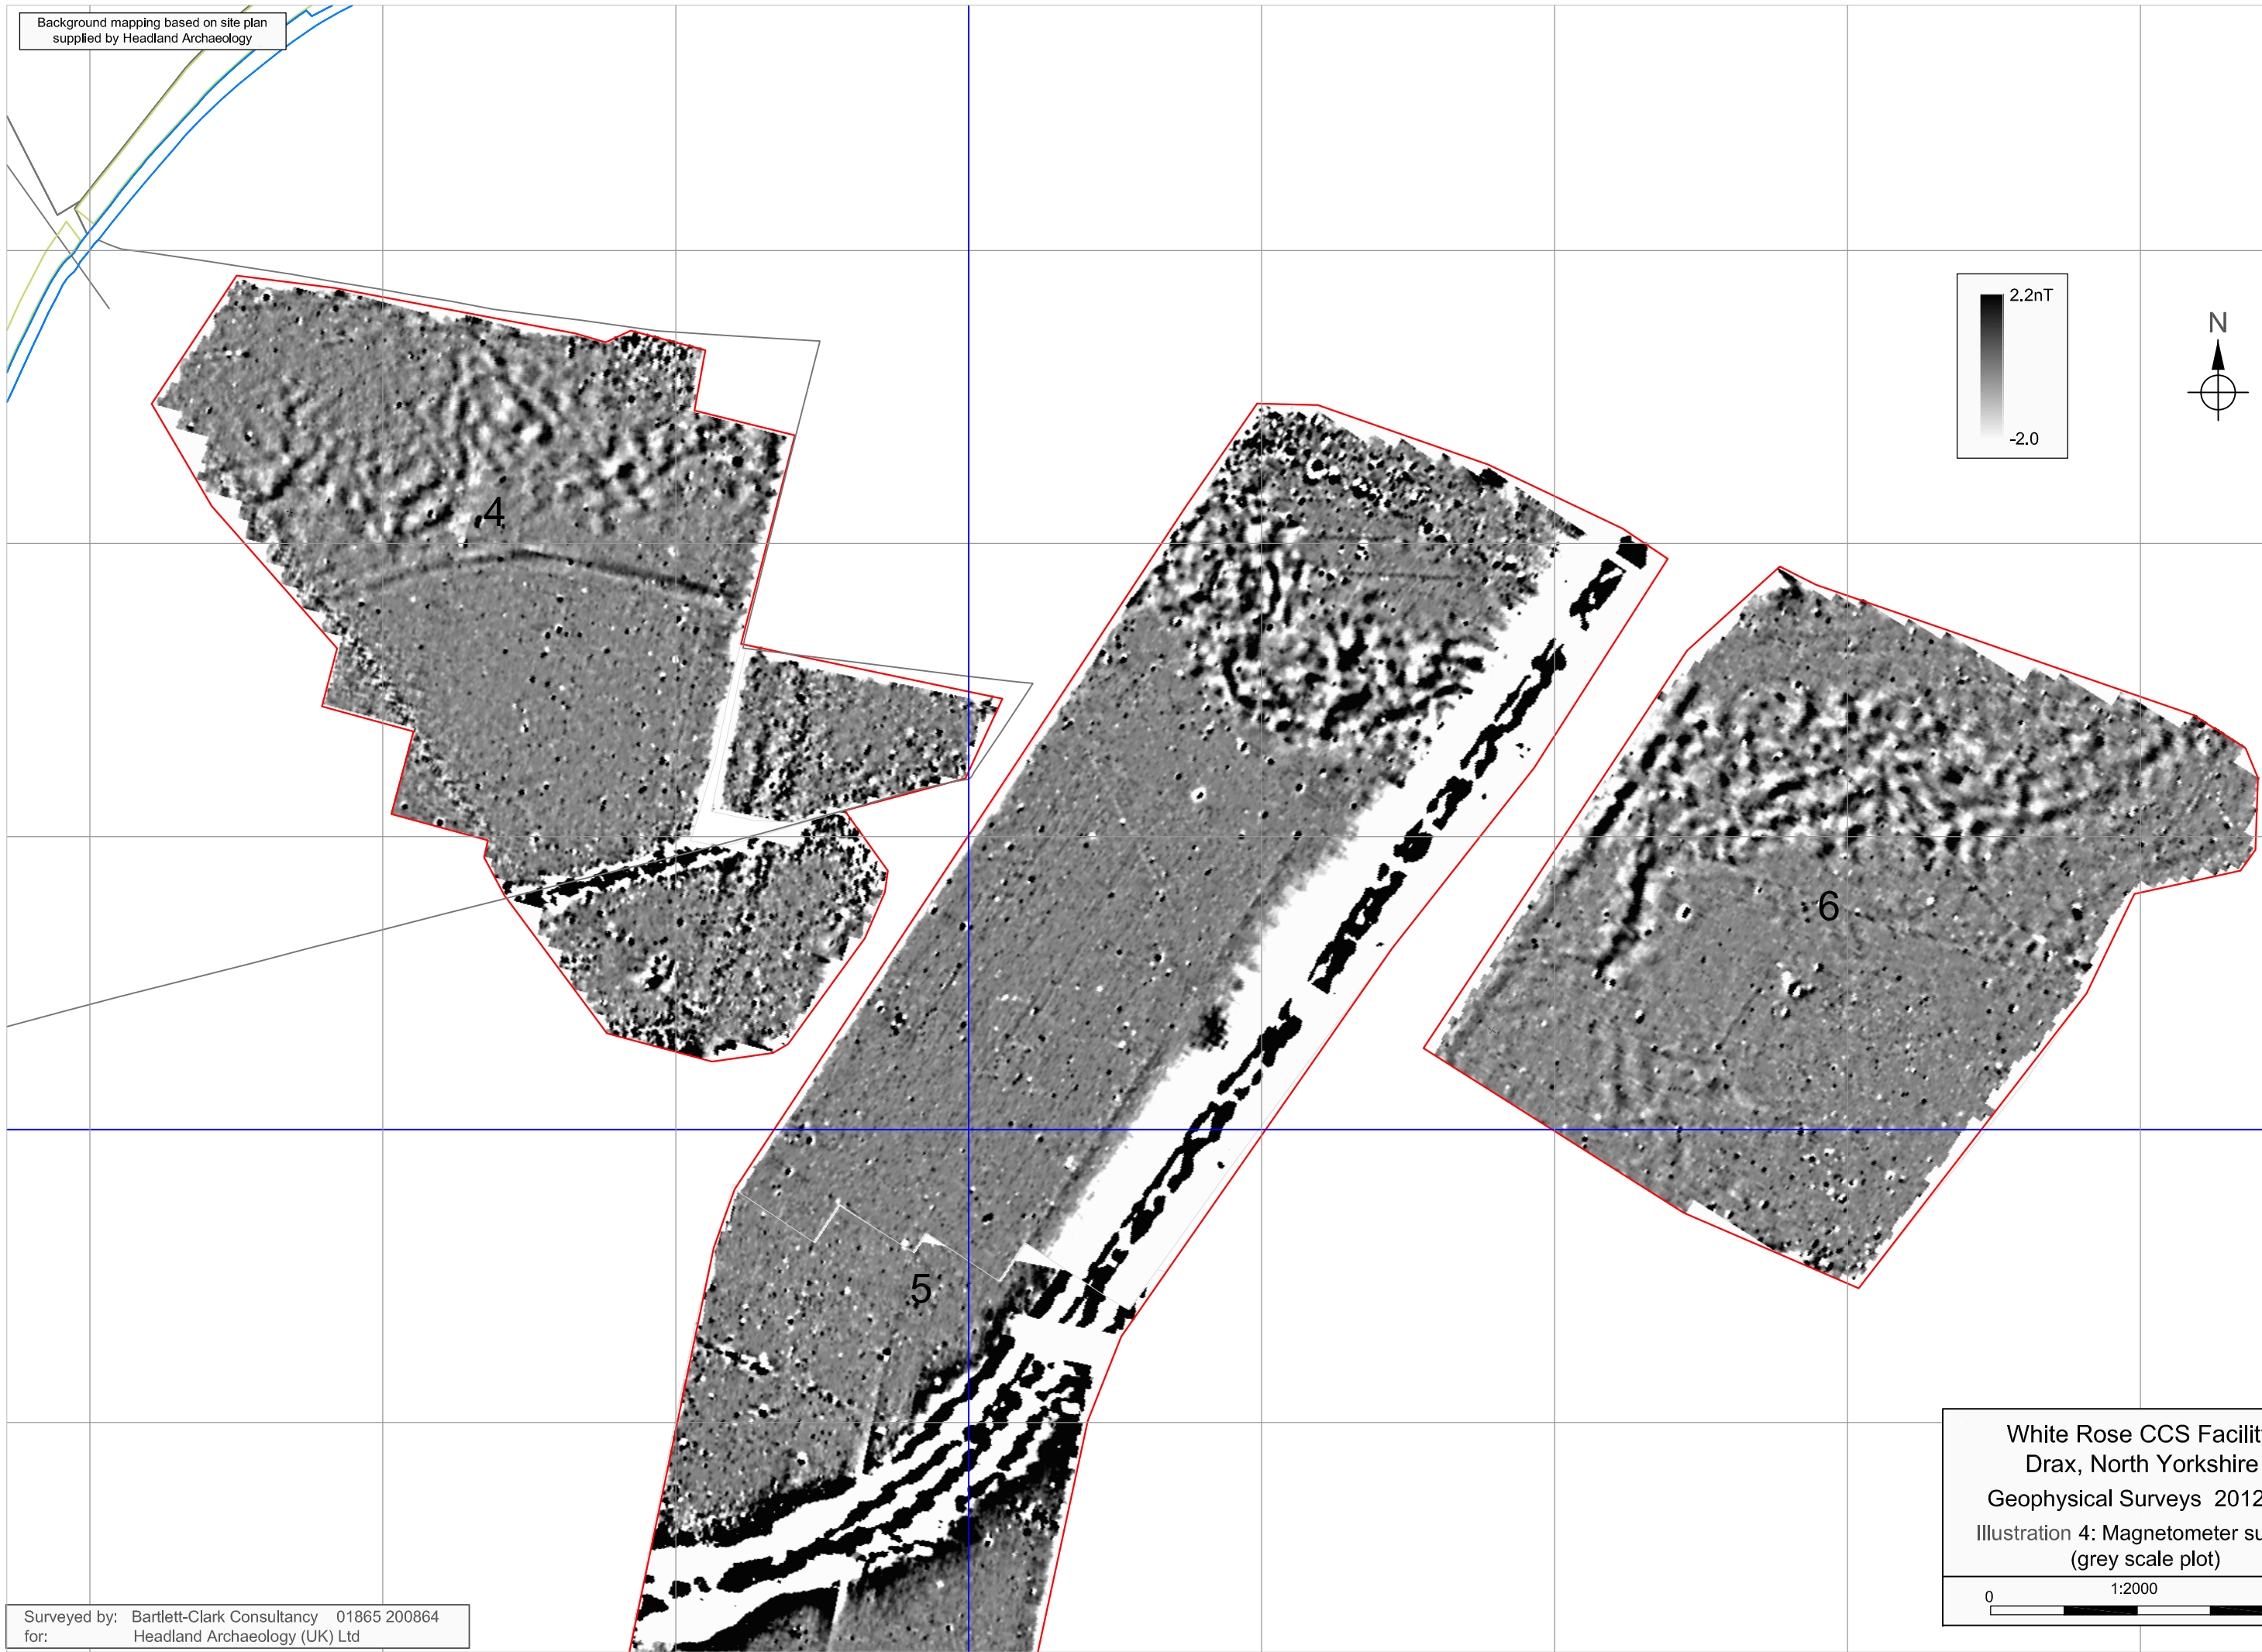 Background mapping based on site plan
supplied by Headland Archaeology
2.2nT
-2.0
N
4
6
5
White Rose CCS Facilit
Drax, North Yorkshire
Geophysical Surveys 2012
Illustration 4: Magnetometer su
(grey scale plot)
1:2000
0
Surveyed by: Bartlett-Clark Consultancy 01865 200864
for: Headland Archaeology (UK) Ltd